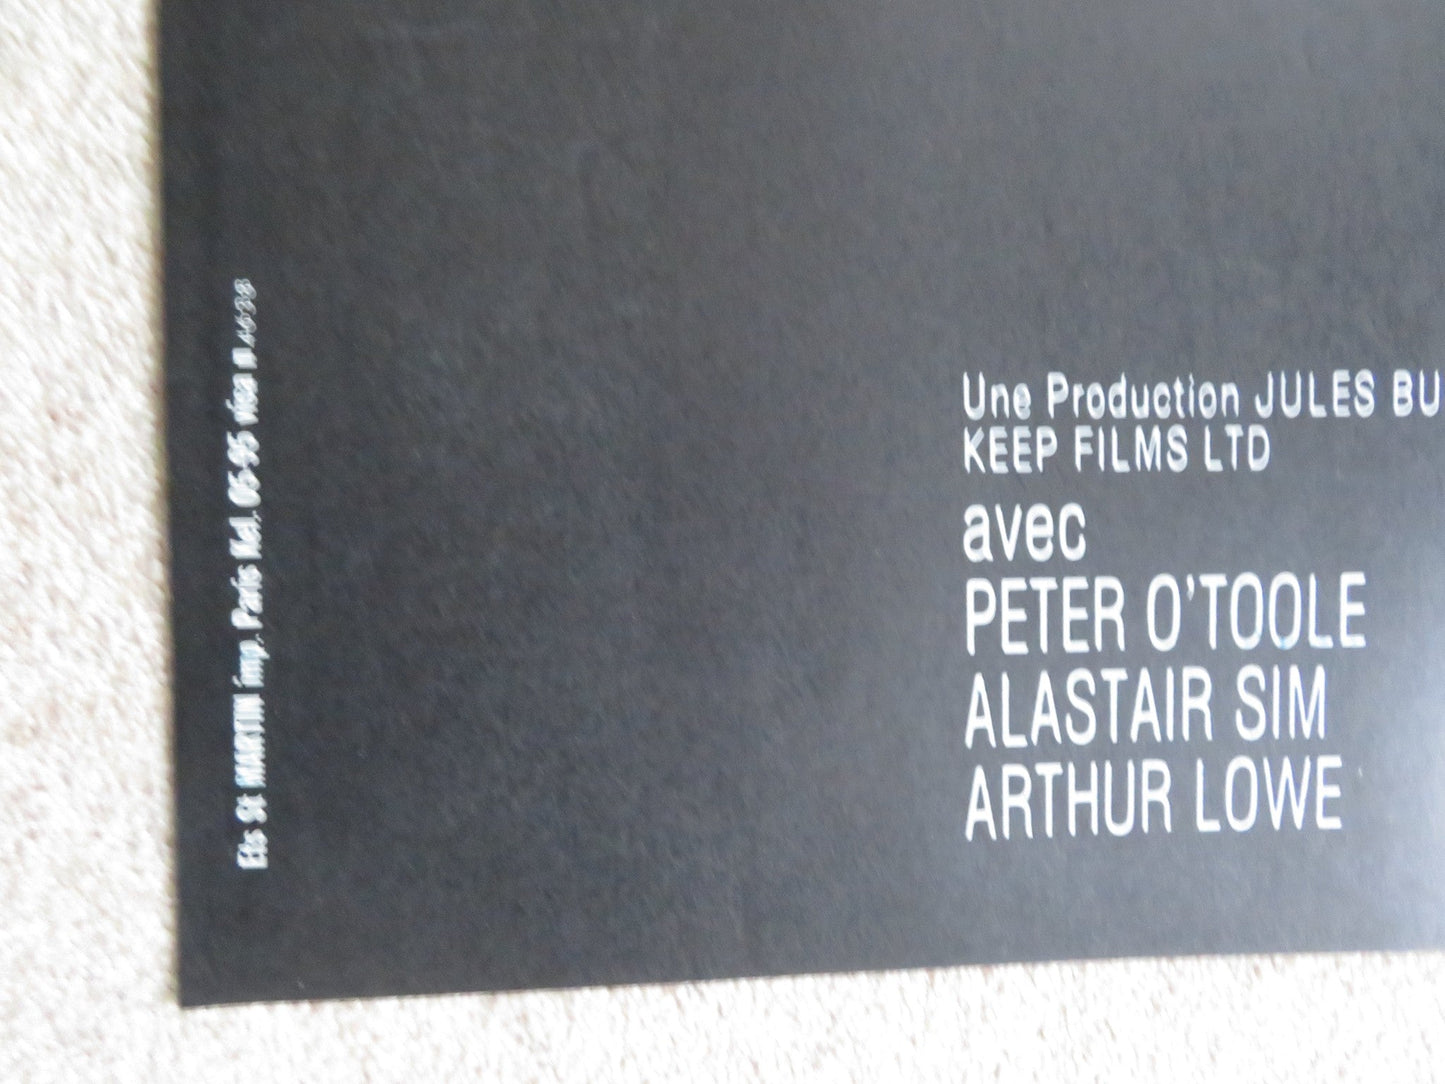 Une Production JULES BU
KEEP FILMS LTD
avec
PETER O'TOOLE
ALASTAIR SIM
ARTHUR LOWE
Ets St MARTIN imp. Paris Kel. 05-95 visa